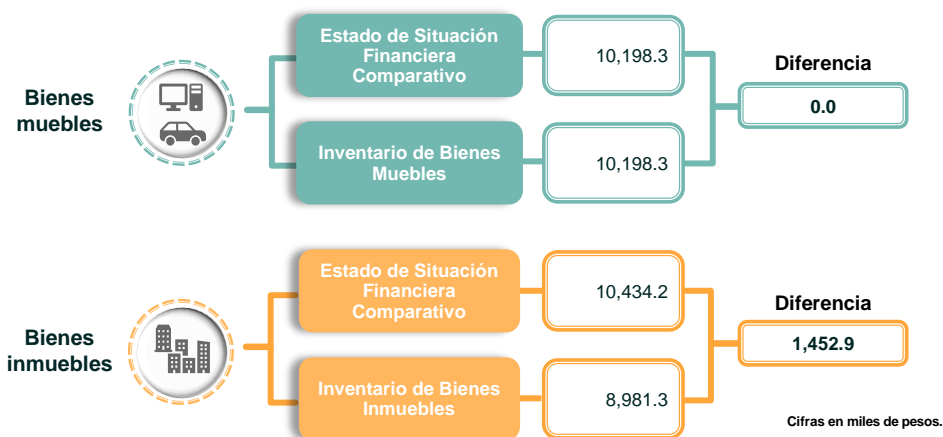 Bienes
muebles
Estado de Situación
Financiera
Comparativo
10,198.3
Inventario de Bienes
Muebles
10,198.3
Diferencia
0.0
Bienes
inmuebles
Estado de Situación
Financiera
Comparativo
10,434.2
Inventario de Bienes
Inmuebles
8,981.3
Diferencia
1,452.9
Cifras en miles de pesos.